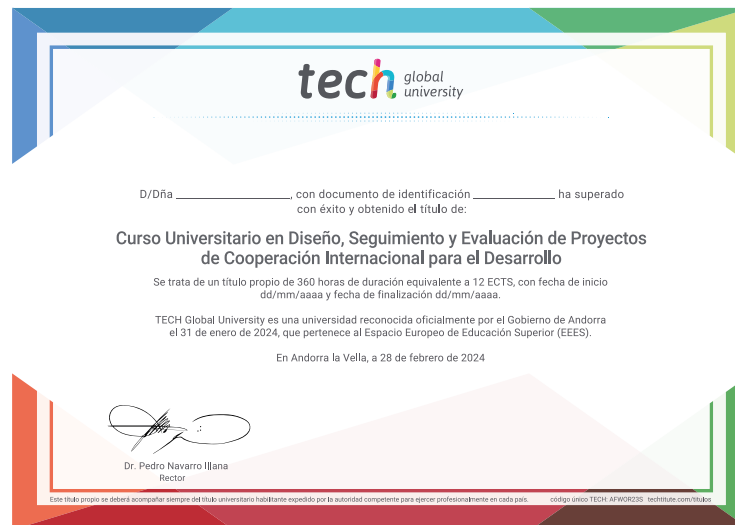 tech global university
D/Dña ____________________, con documento de identificación ______________ ha superado
con éxito y obtenido el título de:
Curso Universitario en Diseño, Seguimiento y Evaluación de Proyectos
de Cooperación Internacional para el Desarrollo
Se trata de un título propio de 360 horas de duración equivalente a 12 ECTS, con fecha de inicio
dd/mm/aaaa y fecha de finalización dd/mm/aaaa.
TECH Global University es una universidad reconocida oficialmente por el Gobierno de Andorra
el 31 de enero de 2024, que pertenece al Espacio Europeo de Educación Superior (EEES).
En Andorra la Vella, a 28 de febrero de 2024
Dr. Pedro Navarro Illana
Rector
Este título propio se deberá acompañar siempre del título universitario habilitante expedido por la autoridad competente para ejercer profesionalmente en cada país. código único TECH: AFWOR23S techtitute.com/titulos